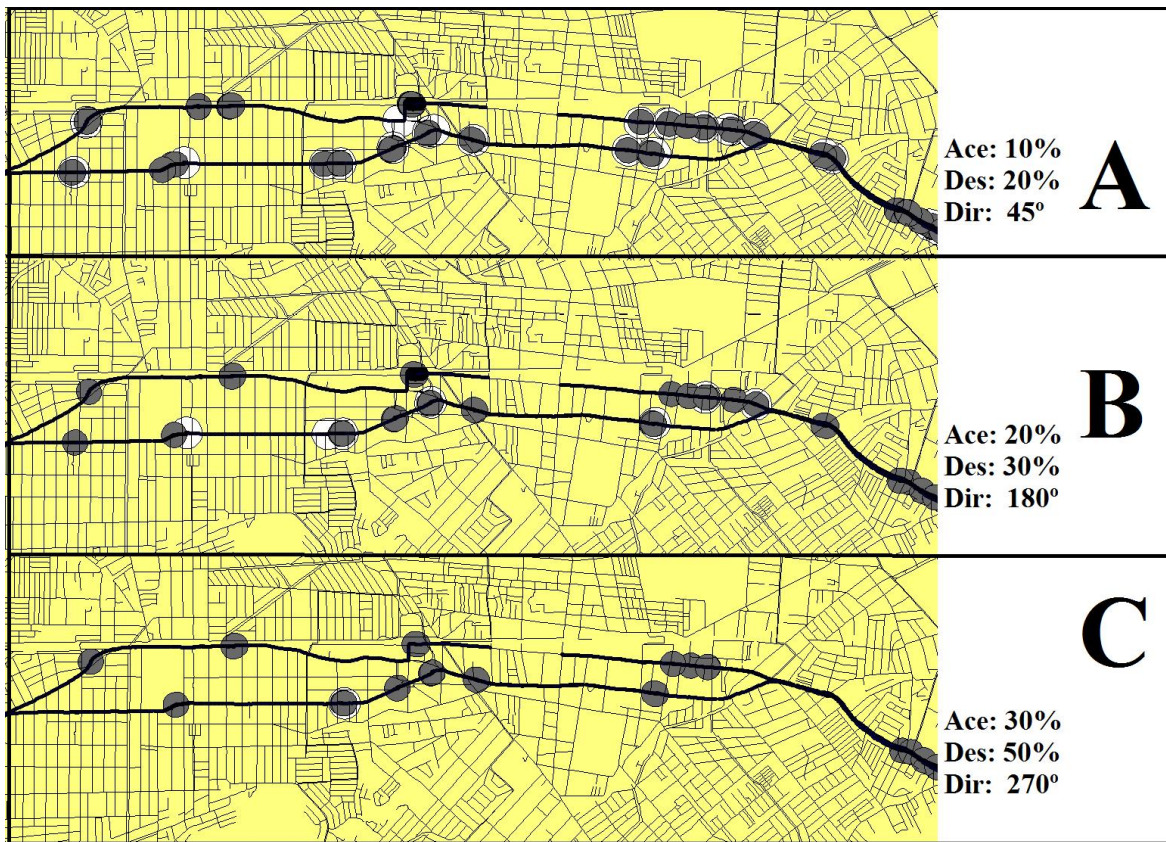 Ace: 10%
Des: 20%
Dir: 45º
A
Ace: 20%
Des: 30%
Dir: 180º
B
Ace: 30%
Des: 50%
Dir: 270º
C